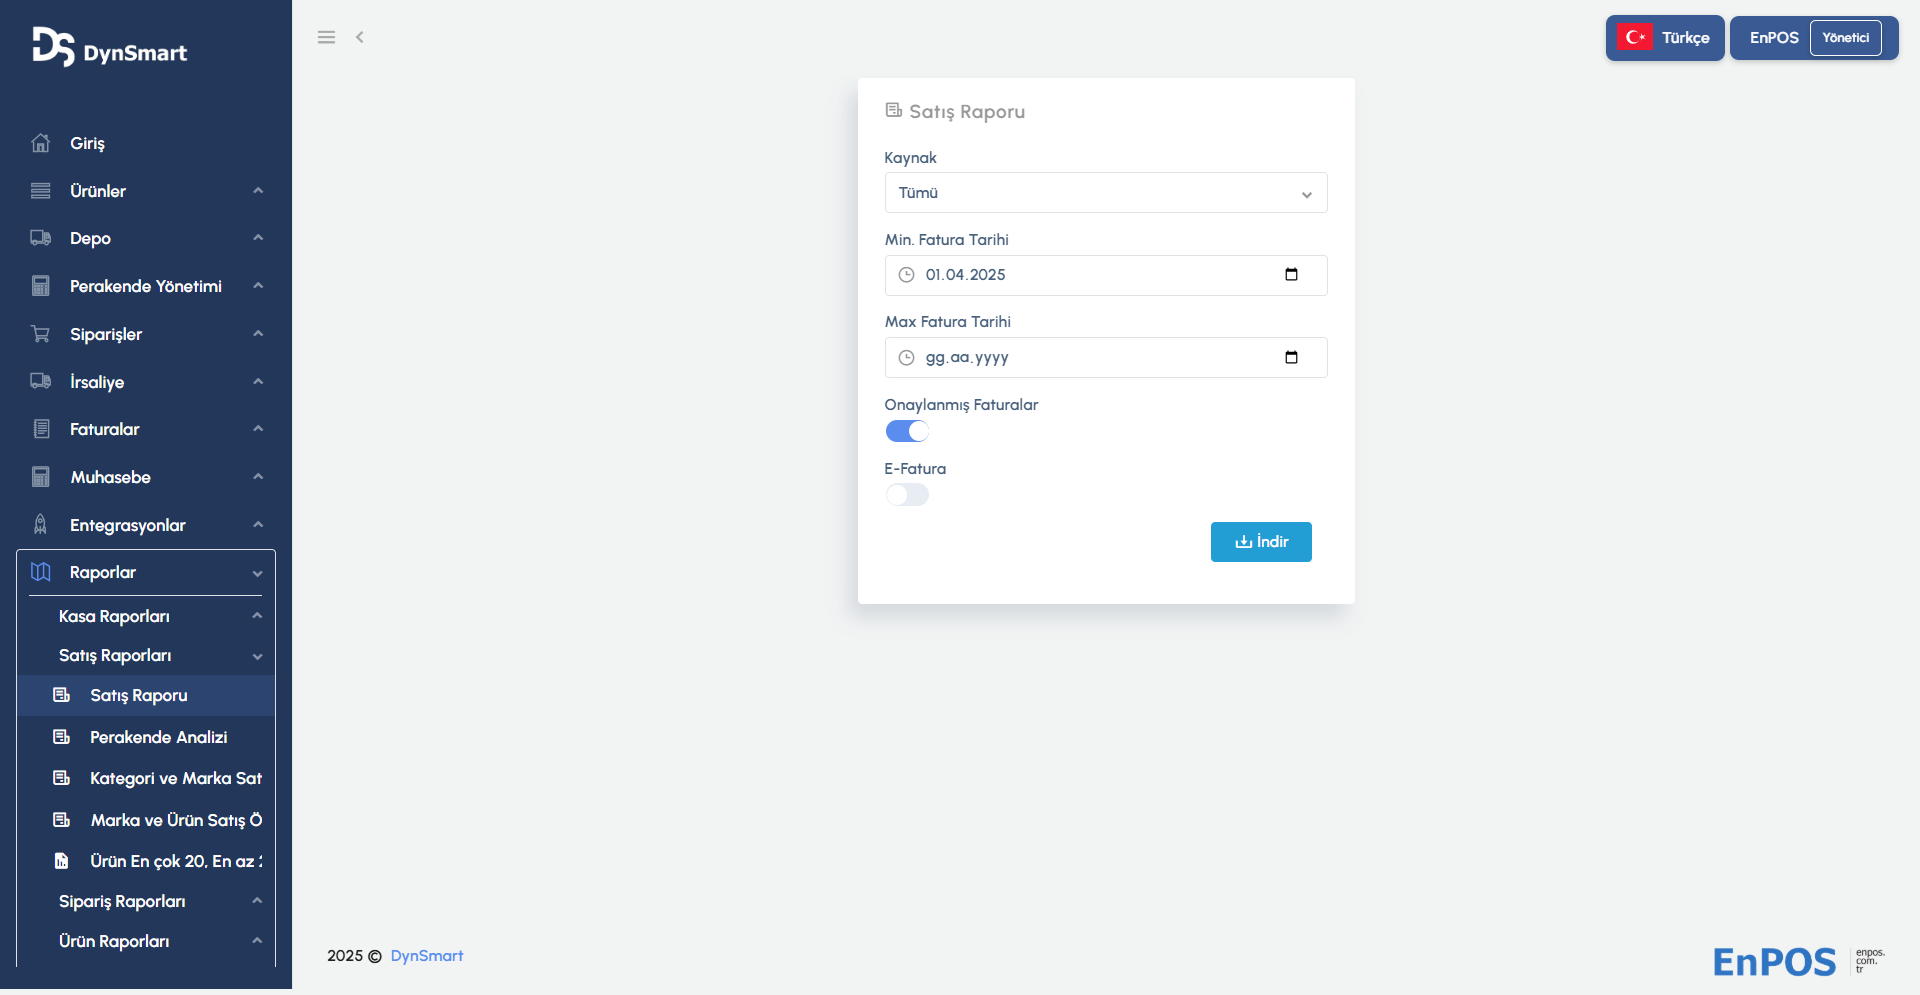 DynSmart
Giriş
Ürünler
Depo
Perakende Yönetimi
Siparişler
İrsaliye
Faturalar
Muhasebe
Entegrasyonlar
Raporlar
Kasa Raporları
Satış Raporları
Satış Raporu
Perakende Analizi
Kategori ve Marka Sat
Marka ve Ürün Satış Ö
Ürün En çok 20, En az 2
Sipariş Raporları
Ürün Raporları
Türkçe
EnPOS Yönetici
Satış Raporu
Kaynak
Tümü
Min. Fatura Tarihi
01.04.2025
Max Fatura Tarihi
gg.aa.yyyy
Onaylanmış Faturalar
E-Fatura
İndir
2025 © DynSmart
EnPOS
enpos.
com.
tr